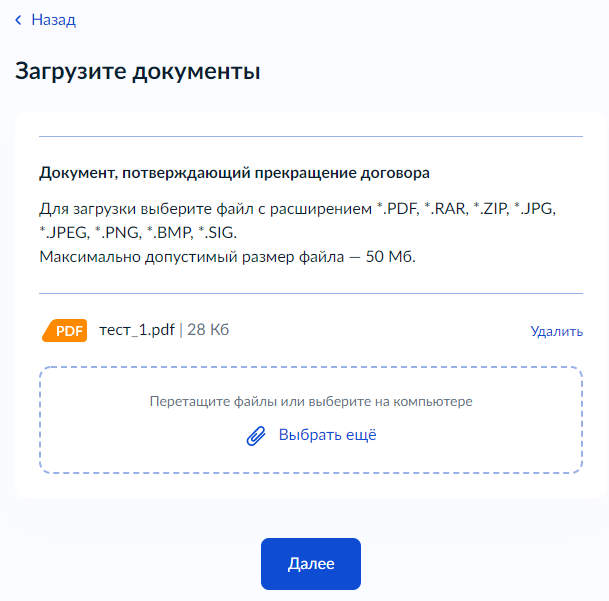 Назад
Загрузите документы
Документ, потверждающий прекращение договора
Для загрузки выберите файл с расширением *.PDF, *.RAR, *.ZIP, *.JPG,
*.JPEG, *.PNG, *.BMP, *.SIG.
Максимально допустимый размер файла — 50 Мб.
PDF тест_1.pdf | 28 Кб Удалить
Перетащите файлы или выберите на компьютере
Выбрать ещё
Далее